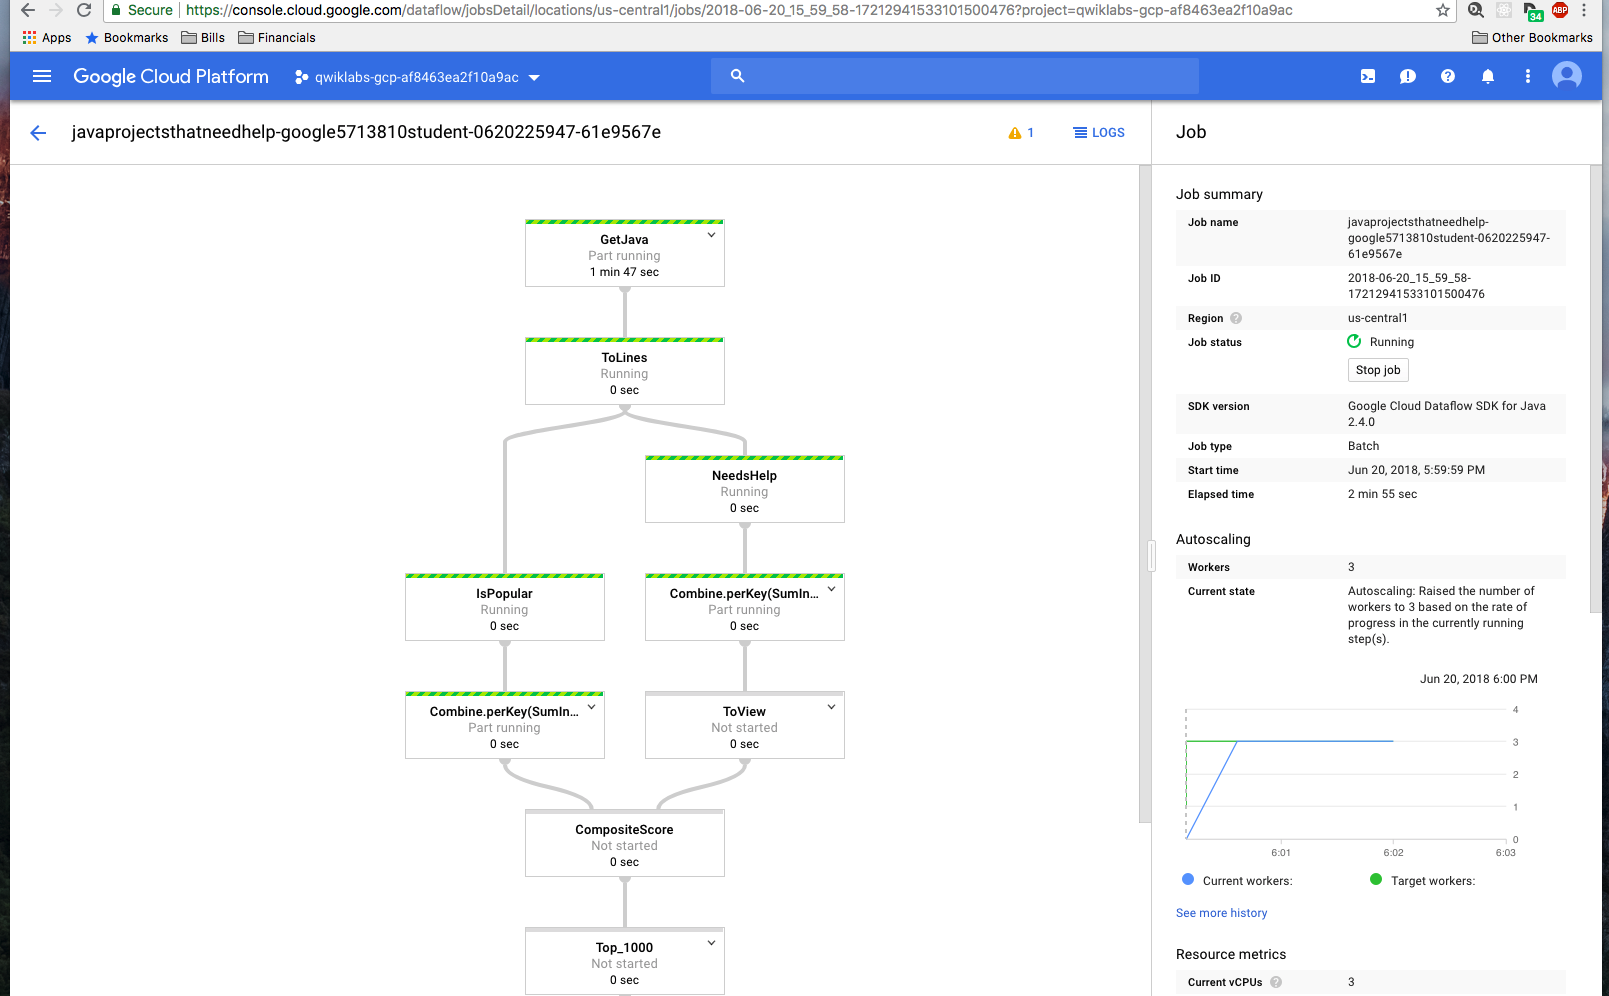 Secure https://console.cloud.google.com/dataflow/jobsDetail/locations/us-central1/jobs/2018-06-20_15_59_58-17212941533101500476?project=qwiklabs-gcp-af8463ea2f10a9ac
34
ABP
Apps Bookmarks Bills Financials Other Bookmarks
Google Cloud Platform qwiklabs-gcp-af8463ea2f10a9ac
javaprojectsthatneedhelp-google5713810student-0620225947-61e9567e 1 LOGS
GetJava
Part running
1 min 47 sec
ToLines
Running
0 sec
NeedsHelp
Running
0 sec
IsPopular
Running
0 sec
Combine.perKey(SumIn...
Part running
0 sec
Combine.perKey(SumIn...
Part running
0 sec
ToView
Not started
0 sec
CompositeScore
Not started
0 sec
Top_1000
Not started
0 sec
Job
Job summary
Job name javaprojectsthatneedhelp-
google5713810student-0620225947-
61e9567e
Job ID 2018-06-20_15_59_58-
17212941533101500476
Region us-central1
Job status Running
Stop job
SDK version Google Cloud Dataflow SDK for Java
2.4.0
Job type Batch
Start time Jun 20, 2018, 5:59:59 PM
Elapsed time 2 min 55 sec
Autoscaling
Workers 3
Current state Autoscaling: Raised the number of
workers to 3 based on the rate of
progress in the currently running
step(s).
Jun 20, 2018 6:00 PM
4
3
2
1
0
6:01 6:02 6:03
Current workers: Target workers:
See more history
Resource metrics
Current vCPUs 3